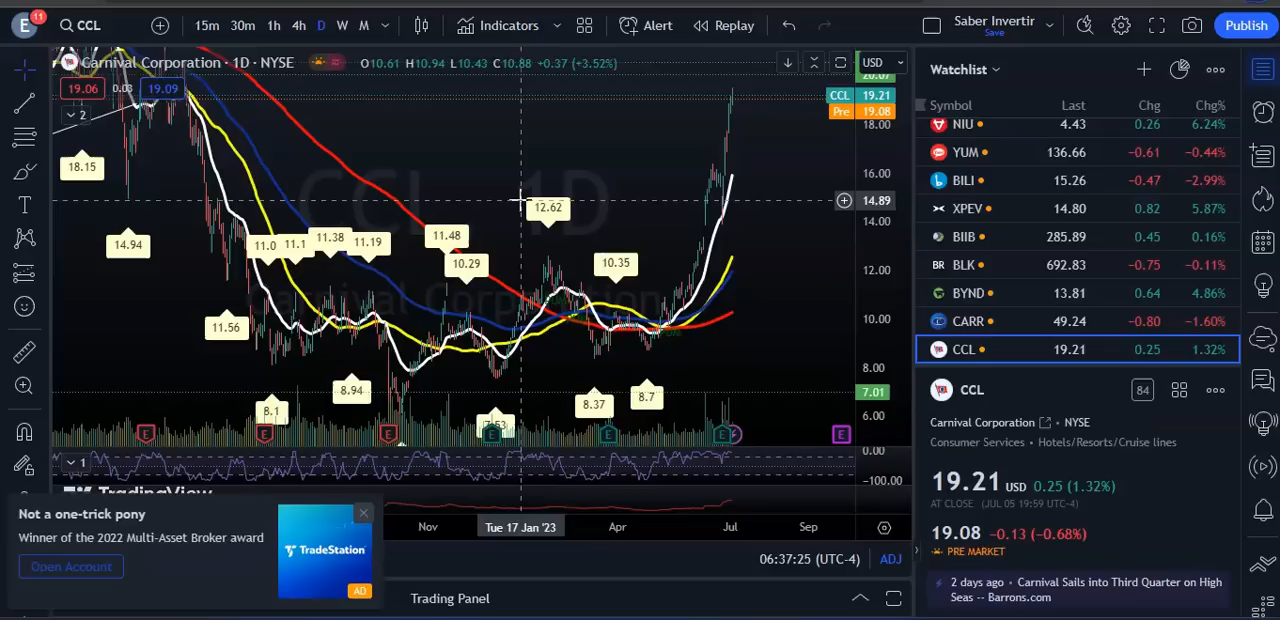 E 11 CCL 15m 30m 1h 4h D W M Indicators Alert Replay Saber Invertir Save Publish
Carnival Corporation · 1D · NYSE O10.61 H10.94 L10.43 C10.88 +0.37 (+3.52%) USD
19.06 0.03 19.09
2
20.07
CCL 19.21
Pre 19.08
18.00
16.00
14.89
14.00
12.00
10.00
8.00
7.01
6.00
0.00
−100.00
CCL 1D
Carnival Corporation
18.15
14.94
11.56
11.0
11.1
11.38
11.19
8.1
8.94
11.48
10.29
12.62
10.35
8.37
8.7
E E E E E E E
1
TradingView
Nov Tue 17 Jan '23 Apr Jul Sep
06:37:25 (UTC-4) ADJ
Trading Panel
Not a one-trick pony
Winner of the 2022 Multi-Asset Broker award
Open Account
TradeStation
AD
Watchlist
Symbol Last Chg Chg%
NIU 4.43 0.26 6.24%
YUM 136.66 −0.61 −0.44%
BILI 15.26 −0.47 −2.99%
XPEV 14.80 0.82 5.87%
BIIB 285.89 0.45 0.16%
BR BLK 692.83 −0.75 −0.11%
BYND 13.81 0.64 4.86%
CARR 49.24 −0.80 −1.60%
CCL 19.21 0.25 1.32%
CCL 84
Carnival Corporation · NYSE
Consumer Services · Hotels/Resorts/Cruise lines
19.21 USD 0.25 (1.32%)
AT CLOSE (JUL 05 19:59 UTC-4)
19.08 −0.13 (−0.68%)
PRE MARKET
2 days ago · Carnival Sails into Third Quarter on High
Seas -- Barrons.com